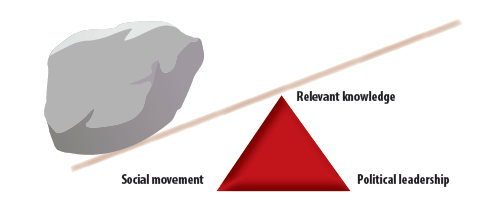 Relevant knowledge
Social movement
Political leadership